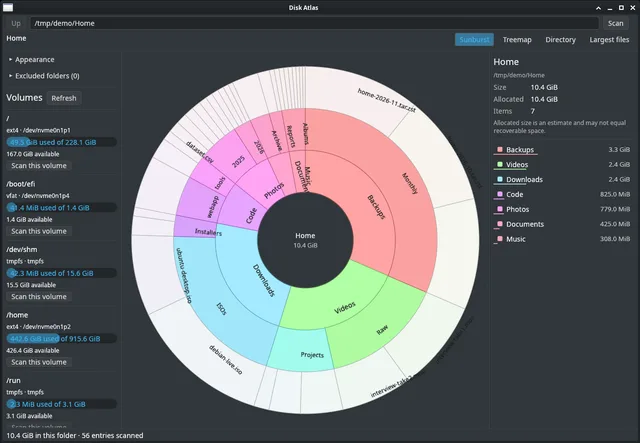 Disk Atlas
Up
/tmp/demo/Home
Scan
Home
Sunburst
Treemap
Directory
Largest files
Appearance
Excluded folders (0)
Volumes
Refresh
/
ext4 · /dev/nvme0n1p1
GiB used of 228.1 GiB
167.0 GiB available
Scan this volume
/boot/efi
vfat · /dev/nvme0n1p4
MiB used of 1.4 GiB
1.4 GiB available
Scan this volume
/dev/shm
tmpfs · tmpfs
MiB used of 15.6 GiB
15.5 GiB available
Scan this volume
/home
ext4 · /dev/nvme0n1p2
442.6 GiB used of 915.6 GiB
426.4 GiB available
Scan this volume
/run
tmpfs · tmpfs
MiB used of 3.1 GiB
3.1 GiB available
Home
10.4 GiB
Backups
Videos
Downloads
Code
Photos
Documents
Music
Monthly
Raw
Projects
ISOs
Installers
webapp
tools
2025
2026
Archive
Reports
Albums
home-2026-11.tar.zst
dataset.csv
ubuntu-desktop.iso
debian-live.iso
Home
/tmp/demo/Home
Size 10.4 GiB
Allocated 10.4 GiB
Items 7
Allocated size is an estimate and may not equal
recoverable space.
Backups 3.3 GiB
Videos 2.4 GiB
Downloads 2.4 GiB
Code 825.0 MiB
Photos 779.0 MiB
Documents 425.0 MiB
Music 308.0 MiB
10.4 GiB in this folder · 56 entries scanned